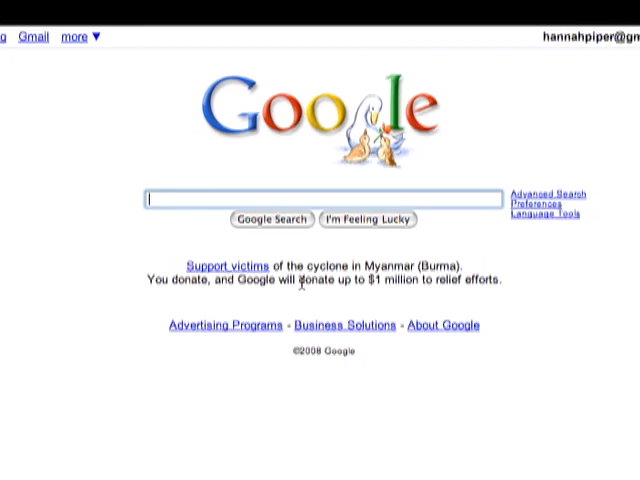 Gmail more ▼ hannahpiper@gm
Google
Advanced Search
Preferences
Language Tools
Google Search I'm Feeling Lucky
Support victims of the cyclone in Myanmar (Burma).
You donate, and Google will donate up to $1 million to relief efforts.
Advertising Programs - Business Solutions - About Google
©2008 Google